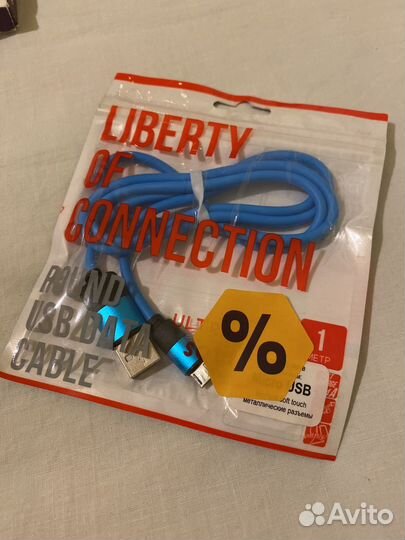 LIBERTY
OF
CONNECTION
ROUND
USB DATA
CABLE
%
1
МЕТР
USB
soft touch
металлические разъемы
Avito